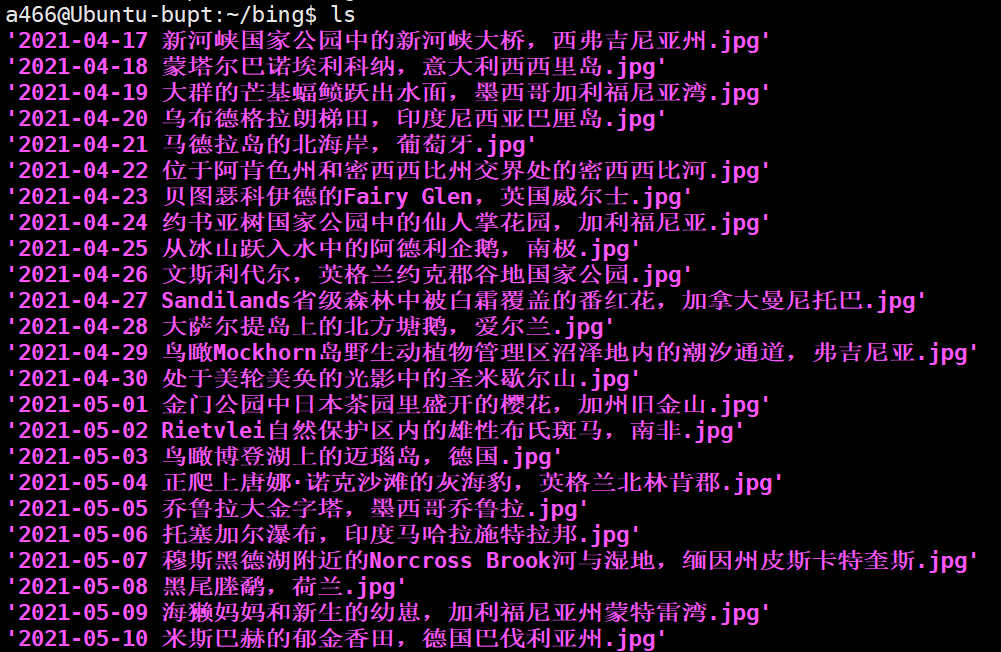 a466@Ubuntu-bupt:~/bing$ ls
'2021-04-17 新河峡国家公园中的新河峡大桥，西弗吉尼亚州.jpg'
'2021-04-18 蒙塔尔巴诺埃利科纳，意大利西西里岛.jpg'
'2021-04-19 大群的芒基蝠鲼跃出水面，墨西哥加利福尼亚湾.jpg'
'2021-04-20 乌布德格拉朗梯田，印度尼西亚巴厘岛.jpg'
'2021-04-21 马德拉岛的北海岸，葡萄牙.jpg'
'2021-04-22 位于阿肯色州和密西西比州交界处的密西西比河.jpg'
'2021-04-23 贝图瑟科伊德的Fairy Glen，英国威尔士.jpg'
'2021-04-24 约书亚树国家公园中的仙人掌花园，加利福尼亚.jpg'
'2021-04-25 从冰山跃入水中的阿德利企鹅，南极.jpg'
'2021-04-26 文斯利代尔，英格兰约克郡谷地国家公园.jpg'
'2021-04-27 Sandilands省级森林中被白霜覆盖的番红花，加拿大曼尼托巴.jpg'
'2021-04-28 大萨尔提岛上的北方塘鹅，爱尔兰.jpg'
'2021-04-29 鸟瞰Mockhorn岛野生动植物管理区沼泽地内的潮汐通道，弗吉尼亚.jpg'
'2021-04-30 处于美轮美奂的光影中的圣米歇尔山.jpg'
'2021-05-01 金门公园中日本茶园里盛开的樱花，加州旧金山.jpg'
'2021-05-02 Rietvlei自然保护区内的雄性布氏斑马，南非.jpg'
'2021-05-03 鸟瞰博登湖上的迈瑙岛，德国.jpg'
'2021-05-04 正爬上唐娜·诺克沙滩的灰海豹，英格兰北林肯郡.jpg'
'2021-05-05 乔鲁拉大金字塔，墨西哥乔鲁拉.jpg'
'2021-05-06 托塞加尔瀑布，印度马哈拉施特拉邦.jpg'
'2021-05-07 穆斯黑德湖附近的Norcross Brook河与湿地，缅因州皮斯卡特奎斯.jpg'
'2021-05-08 黑尾塍鹬，荷兰.jpg'
'2021-05-09 海獭妈妈和新生的幼崽，加利福尼亚州蒙特雷湾.jpg'
'2021-05-10 米斯巴赫的郁金香田，德国巴伐利亚州.jpg'